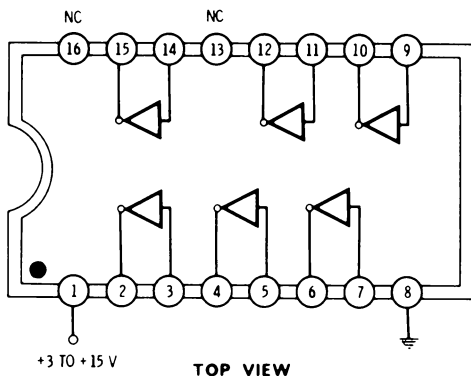 NC NC
16 15 14 13 12 11 10 9
1 2 3 4 5 6 7 8
+3 TO +15 V
TOP VIEW